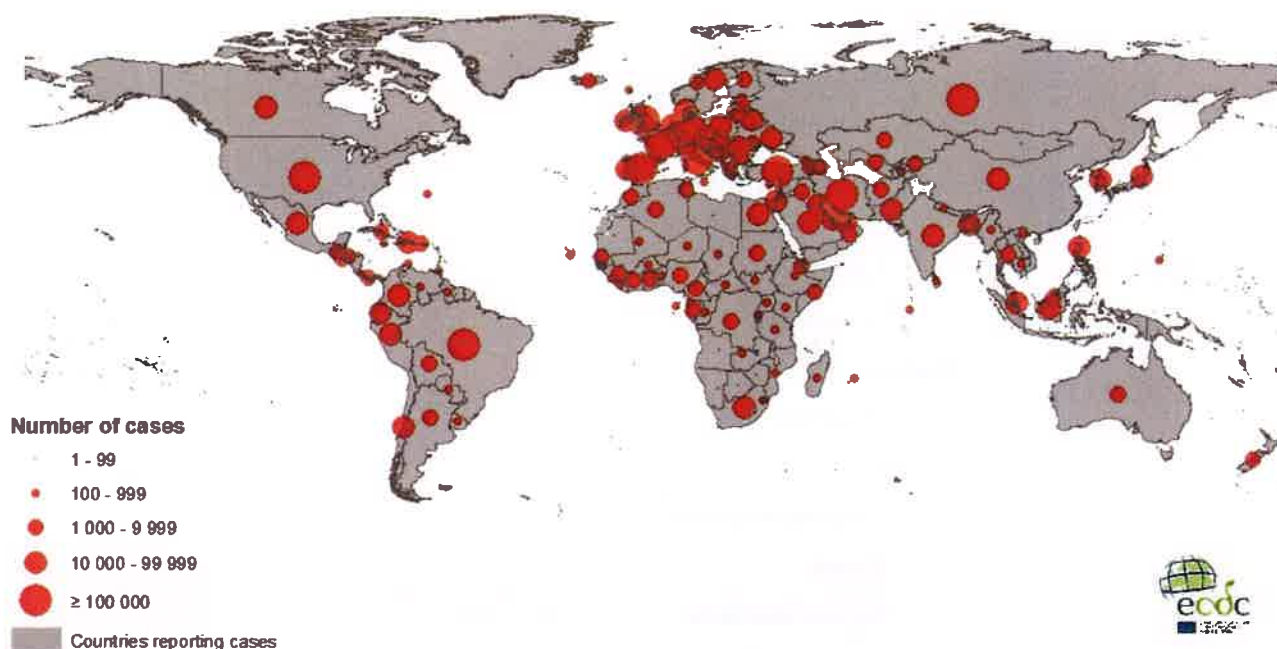 Number of cases
1 - 99
100 - 999
1 000 - 9 999
10 000 - 99 999
≥ 100 000
Countries reporting cases
ecdc